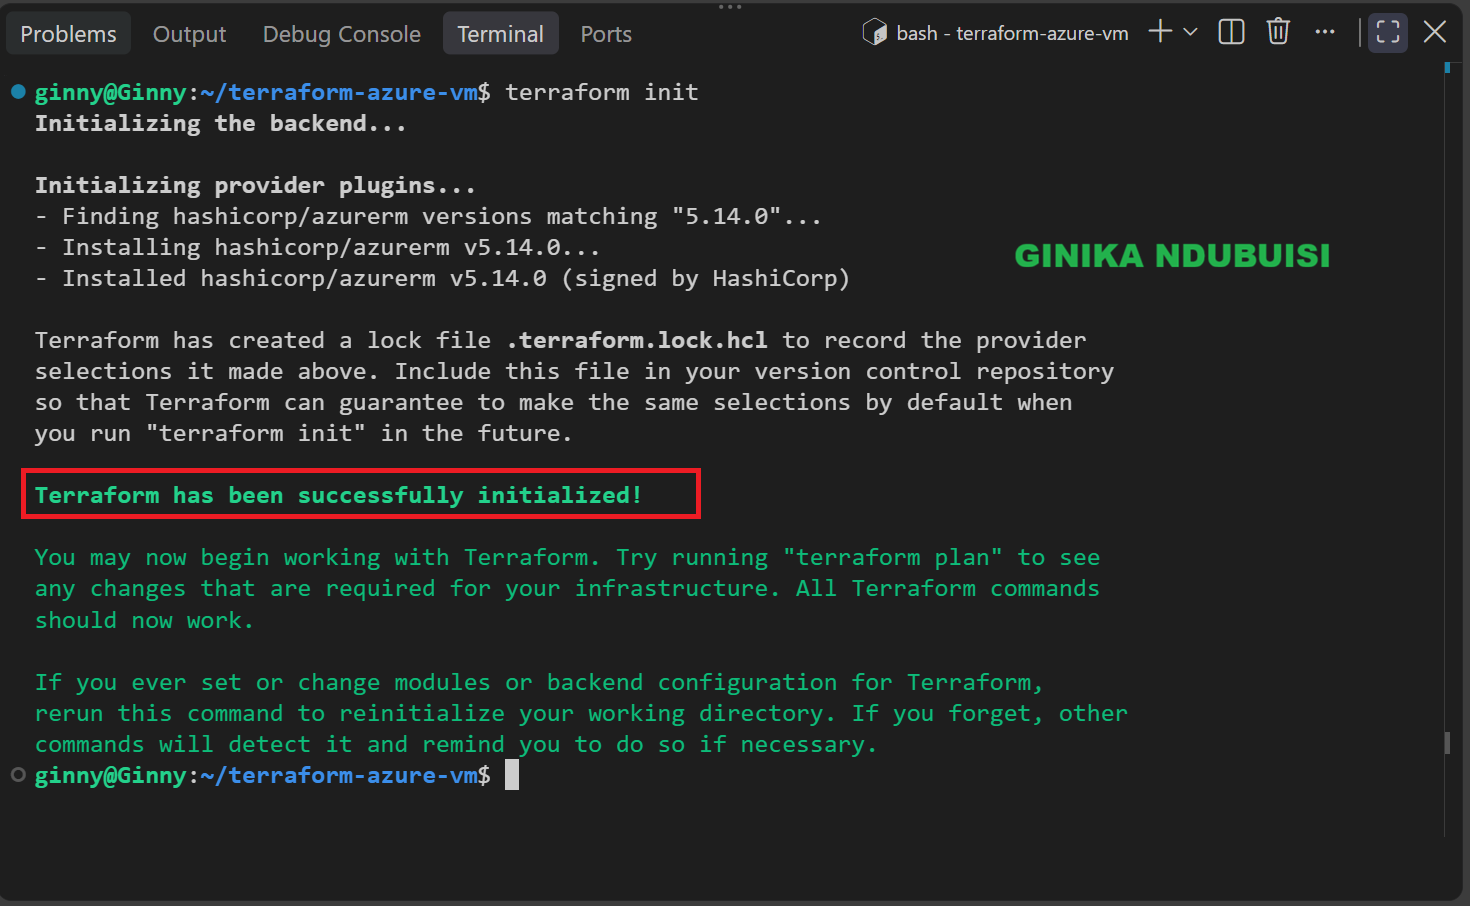 Problems Output Debug Console Terminal Ports bash - terraform-azure-vm
ginny@Ginny:~/terraform-azure-vm$ terraform init
Initializing the backend...
Initializing provider plugins...
- Finding hashicorp/azurerm versions matching "5.14.0"...
- Installing hashicorp/azurerm v5.14.0...
- Installed hashicorp/azurerm v5.14.0 (signed by HashiCorp)
GINIKA NDUBUISI
Terraform has created a lock file .terraform.lock.hcl to record the provider
selections it made above. Include this file in your version control repository
so that Terraform can guarantee to make the same selections by default when
you run "terraform init" in the future.
Terraform has been successfully initialized!
You may now begin working with Terraform. Try running "terraform plan" to see
any changes that are required for your infrastructure. All Terraform commands
should now work.
If you ever set or change modules or backend configuration for Terraform,
rerun this command to reinitialize your working directory. If you forget, other
commands will detect it and remind you to do so if necessary.
ginny@Ginny:~/terraform-azure-vm$